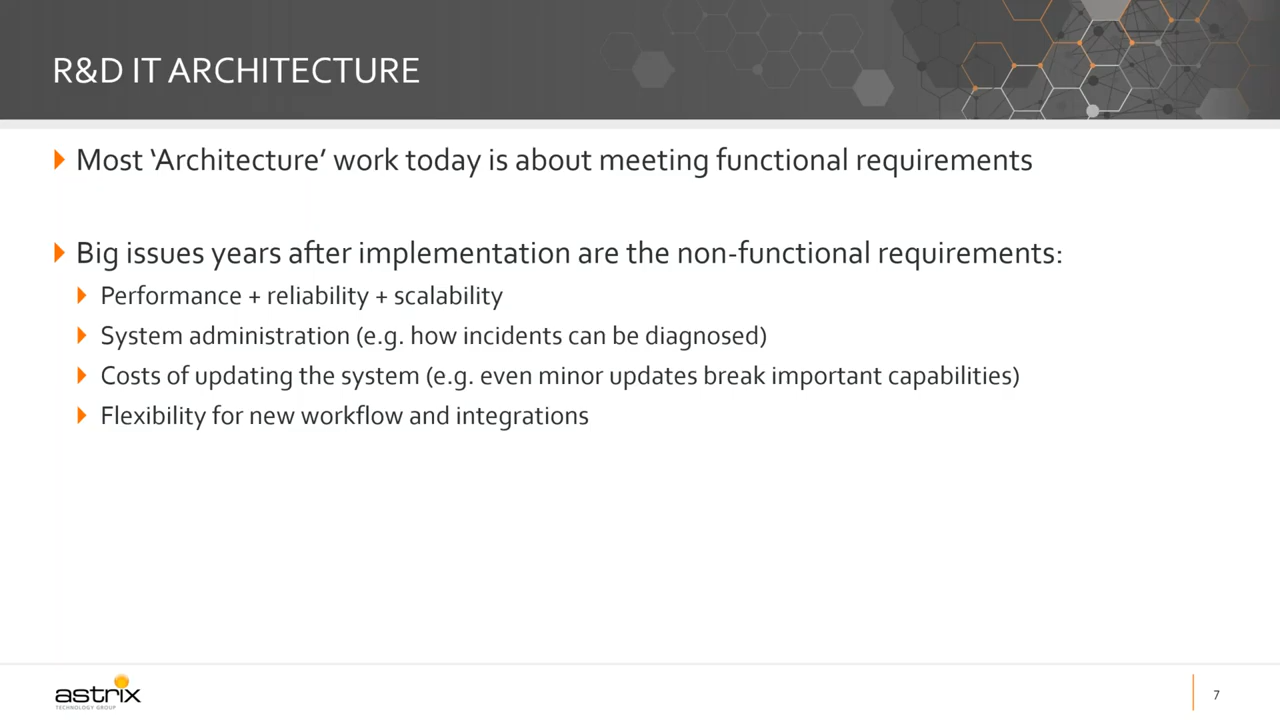 R&D IT ARCHITECTURE
Most ‘Architecture’ work today is about meeting functional requirements
Big issues years after implementation are the non-functional requirements:
Performance + reliability + scalability
System administration (e.g. how incidents can be diagnosed)
Costs of updating the system (e.g. even minor updates break important capabilities)
Flexibility for new workflow and integrations
astrix
TECHNOLOGY GROUP
7